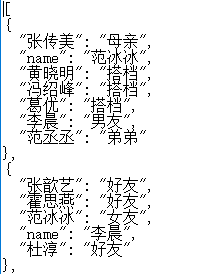 [
{
"张传美": "母亲",
"name": "范冰冰",
"黄晓明": "搭档",
"冯绍峰": "搭档",
"葛优": "搭档",
"李晨": "男友",
"范丞丞": "弟弟"
},
{
"张歆艺": "好友",
"霍思燕": "好友",
"范冰冰": "女友",
"name": "李晨",
"杜淳": "好友"
},